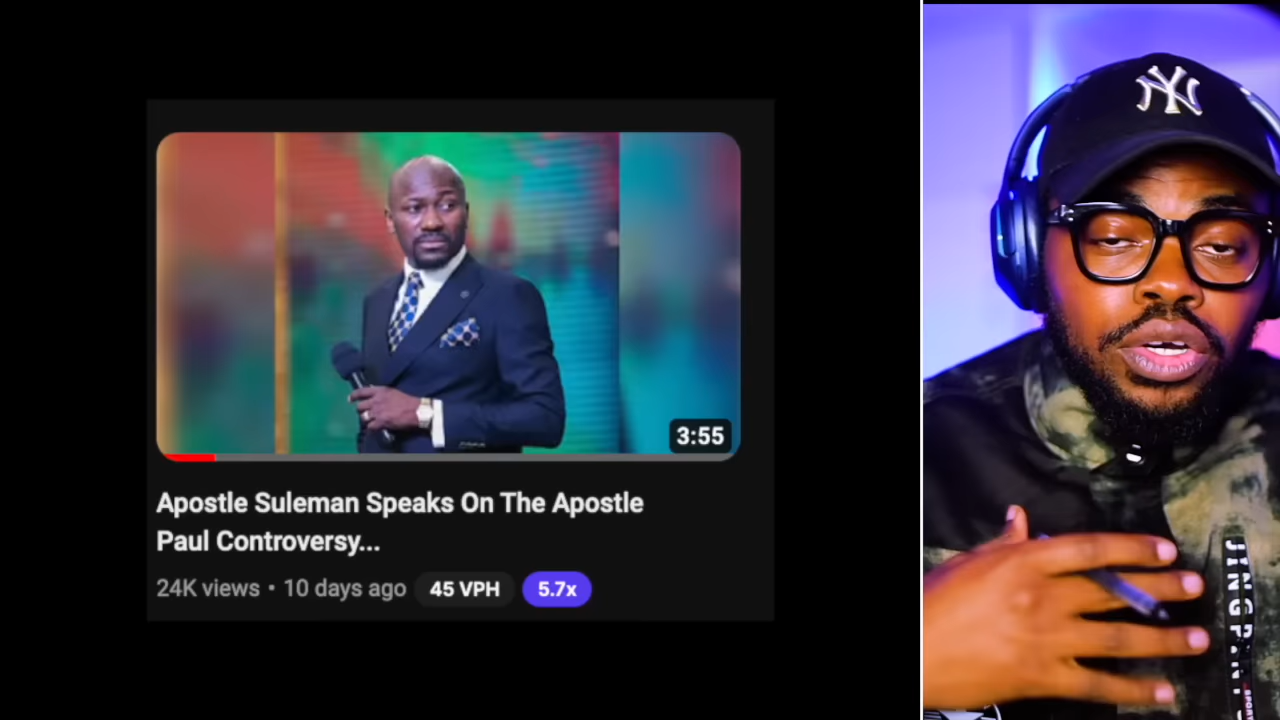 3:55
Apostle Suleman Speaks On The Apostle
Paul Controversy...
24K views • 10 days ago 45 VPH 5.7x
NY